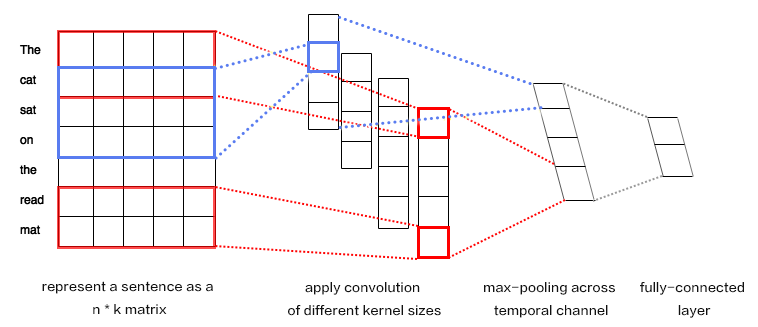 The
cat
sat
on
the
read
mat
represent a sentence as a
n * k matrix
apply convolution
of different kernel sizes
max-pooling across
temporal channel
fully-connected
layer